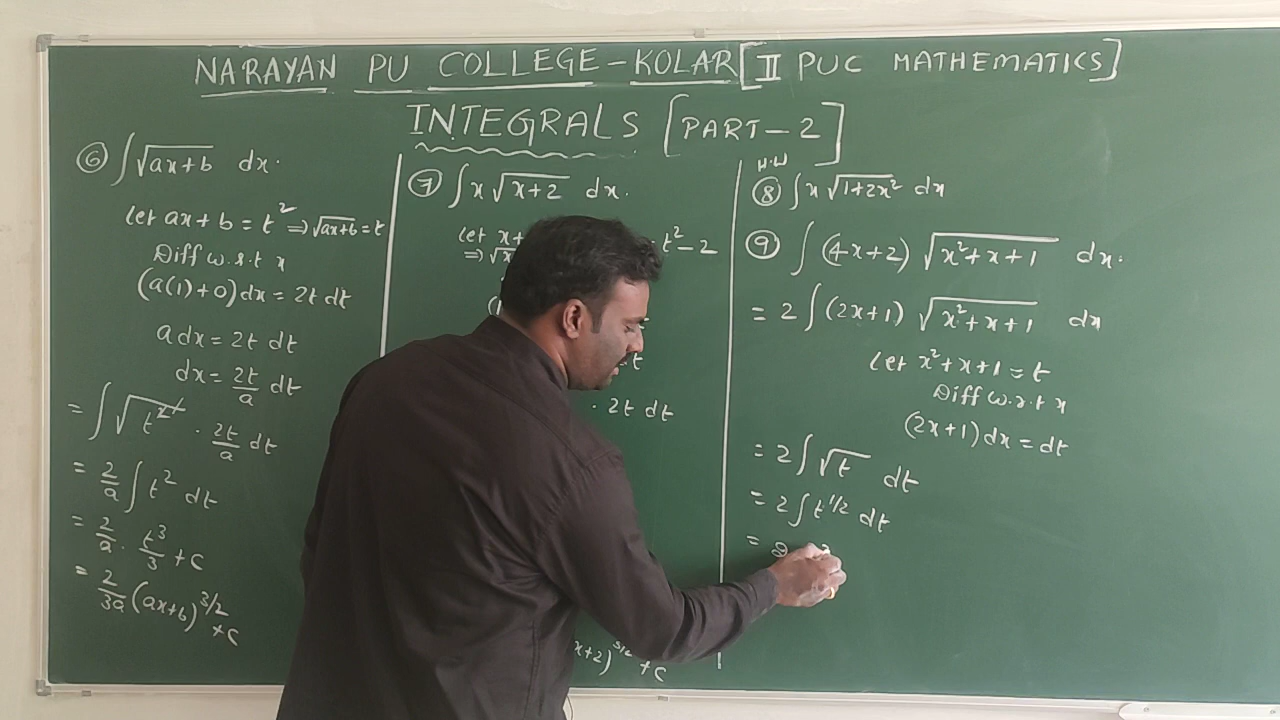 NARAYAN PU COLLEGE – KOLAR [II PUC MATHEMATICS]
INTEGRALS [PART – 2]
⑥ ∫√(ax+b) dx.
Let ax+b = t² ⇒ √(ax+b) = t
Diff w.r.t x
(a(1)+0)dx = 2t dt
a dx = 2t dt
dx = 2t/a dt
= ∫√t² · 2t/a dt
= 2/a ∫ t² dt
= 2/a · t³/3 + c
= 2/3a (ax+b)^3/2 + c
⑦ ∫ x √(x+2) dx.
Let
t² – 2
⇒
· 2t dt
x+2)^3/2 + c
H.W
⑧ ∫ x √(1+2x²) dx
⑨ ∫ (4x+2) √(x²+x+1) dx.
= 2 ∫ (2x+1) √(x²+x+1) dx
Let x²+x+1 = t
Diff w.r.t x
(2x+1)dx = dt
= 2 ∫ √t dt
= 2 ∫ t^1/2 dt
=